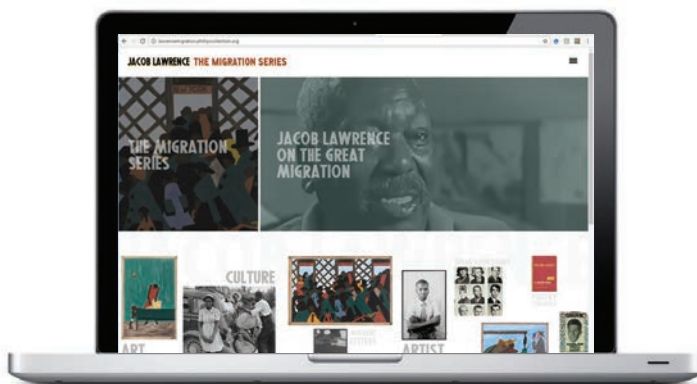 JACOB LAWRENCE THE MIGRATION SERIES
THE MIGRATION
SERIES
JACOB LAWRENCE
ON THE GREAT
MIGRATION
CULTURE
ART
ARTIST